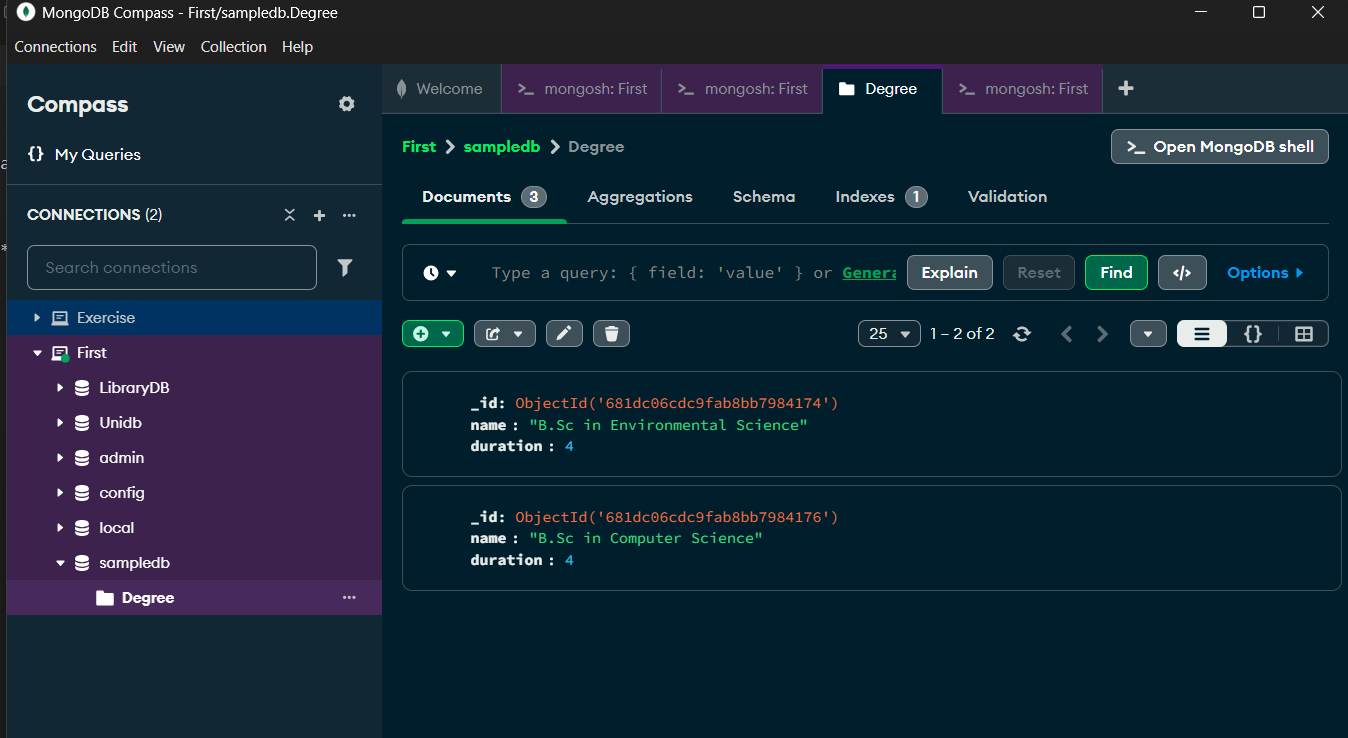 MongoDB Compass - First/sampledb.Degree
Connections Edit View Collection Help
Compass
{} My Queries
CONNECTIONS (2)
Search connections
Exercise
First
LibraryDB
Unidb
admin
config
local
sampledb
Degree
Welcome
>_ mongosh: First
>_ mongosh: First
Degree
>_ mongosh: First
First > sampledb > Degree
>_ Open MongoDB shell
Documents 3 Aggregations Schema Indexes 1 Validation
Type a query: { field: 'value' } or Genera
Explain Reset Find </> Options
25 1 – 2 of 2 {}
_id: ObjectId('681dc06cdc9fab8bb7984174')
name : "B.Sc in Environmental Science"
duration : 4
_id: ObjectId('681dc06cdc9fab8bb7984176')
name : "B.Sc in Computer Science"
duration : 4